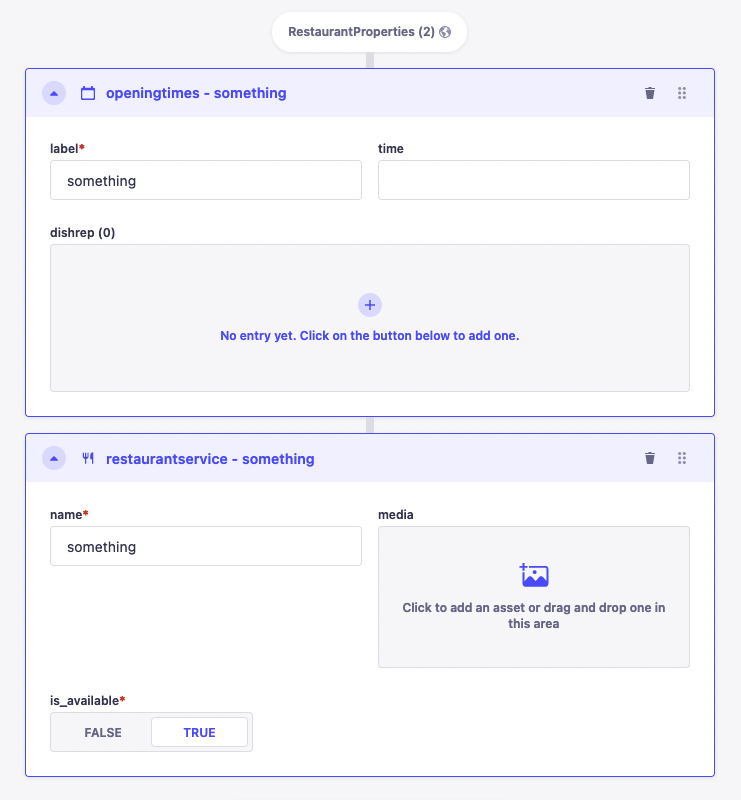 RestaurantProperties (2)
openingtimes - something
label*
time
something
dishrep (0)
No entry yet. Click on the button below to add one.
restaurantservice - something
name*
media
something
Click to add an asset or drag and drop one in
this area
is_available*
FALSE
TRUE